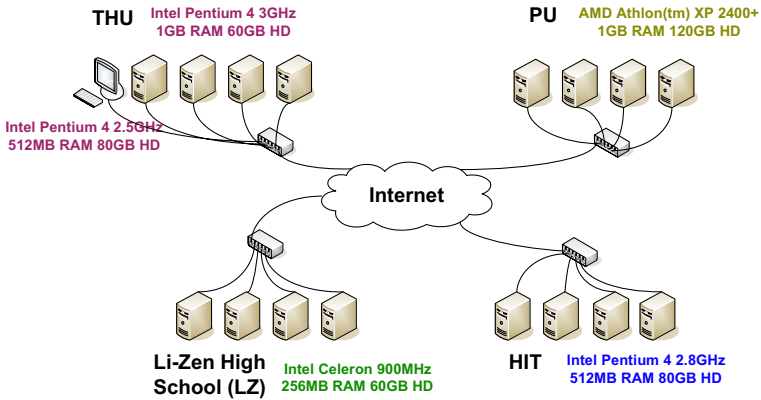 THU
Intel Pentium 4 3GHz
1GB RAM 60GB HD
PU
AMD Athlon(tm) XP 2400+
1GB RAM 120GB HD
Intel Pentium 4 2.5GHz
512MB RAM 80GB HD
Internet
Li-Zen High
School (LZ)
Intel Celeron 900MHz
256MB RAM 60GB HD
HIT
Intel Pentium 4 2.8GHz
512MB RAM 80GB HD